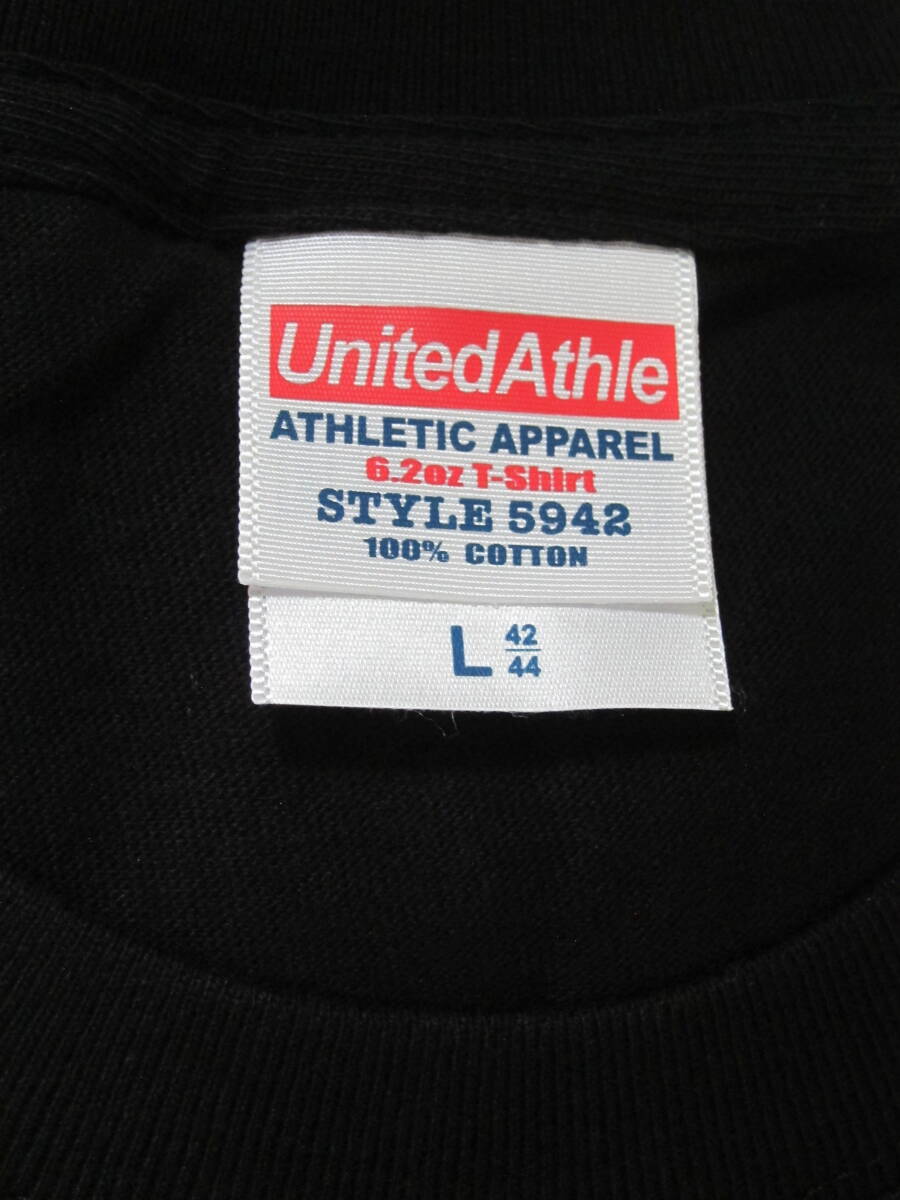 UnitedAthle
ATHLETIC APPAREL
6.2oz T-Shirt
STYLE 5942
100% COTTON
L 42/44